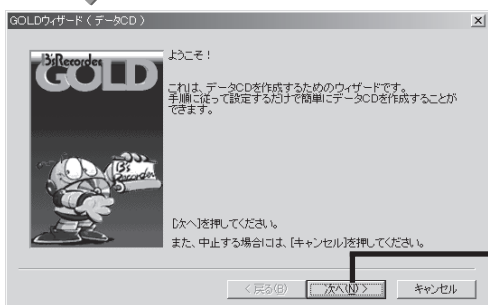 GOLDウィザード（データCD）
B's Recorder
GOLD
ようこそ！
これは、データCDを作成するためのウィザードです。
手順に従って設定するだけで簡単にデータCDを作成することが
できます。
B's
Recorder
[次へ]を押してください。
また、中止する場合には、[キャンセル]を押してください。
< 戻る(B)
次へ(N) >
キャンセル